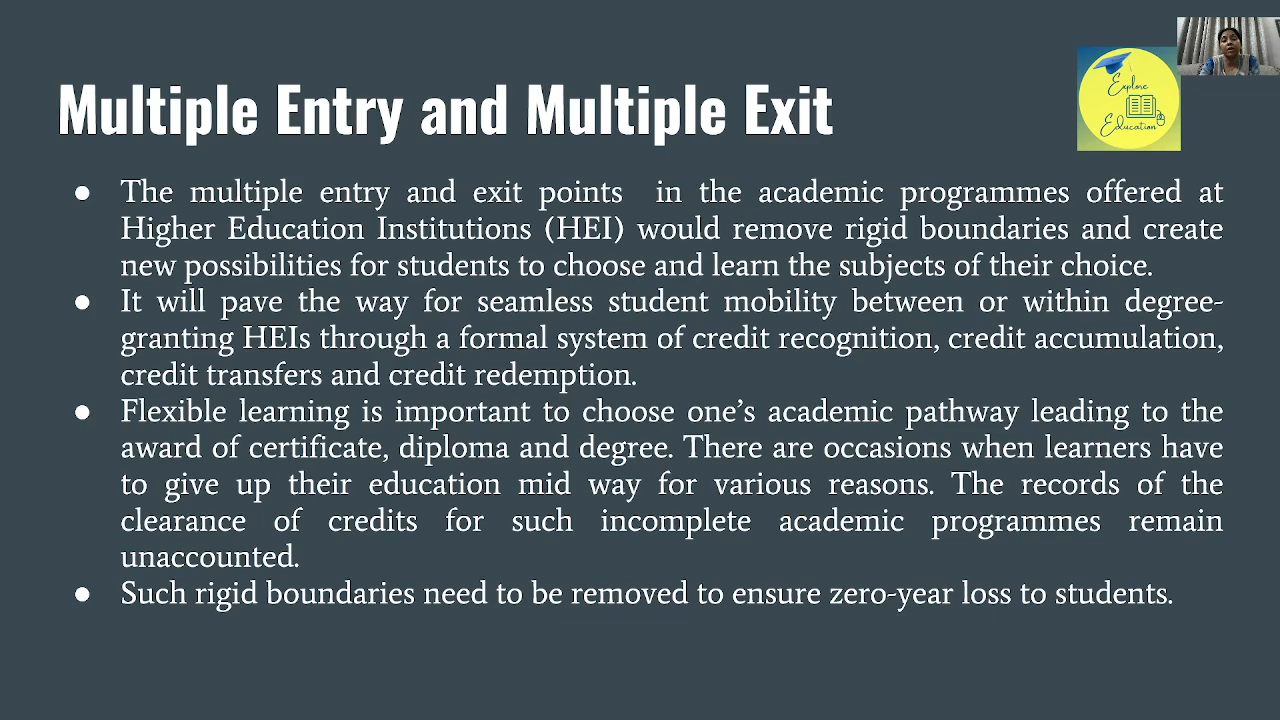 Multiple Entry and Multiple Exit
Explore
Education
● The multiple entry and exit points in the academic programmes offered at
Higher Education Institutions (HEI) would remove rigid boundaries and create
new possibilities for students to choose and learn the subjects of their choice.
● It will pave the way for seamless student mobility between or within degree-
granting HEIs through a formal system of credit recognition, credit accumulation,
credit transfers and credit redemption.
● Flexible learning is important to choose one’s academic pathway leading to the
award of certificate, diploma and degree. There are occasions when learners have
to give up their education mid way for various reasons. The records of the
clearance of credits for such incomplete academic programmes remain
unaccounted.
● Such rigid boundaries need to be removed to ensure zero-year loss to students.